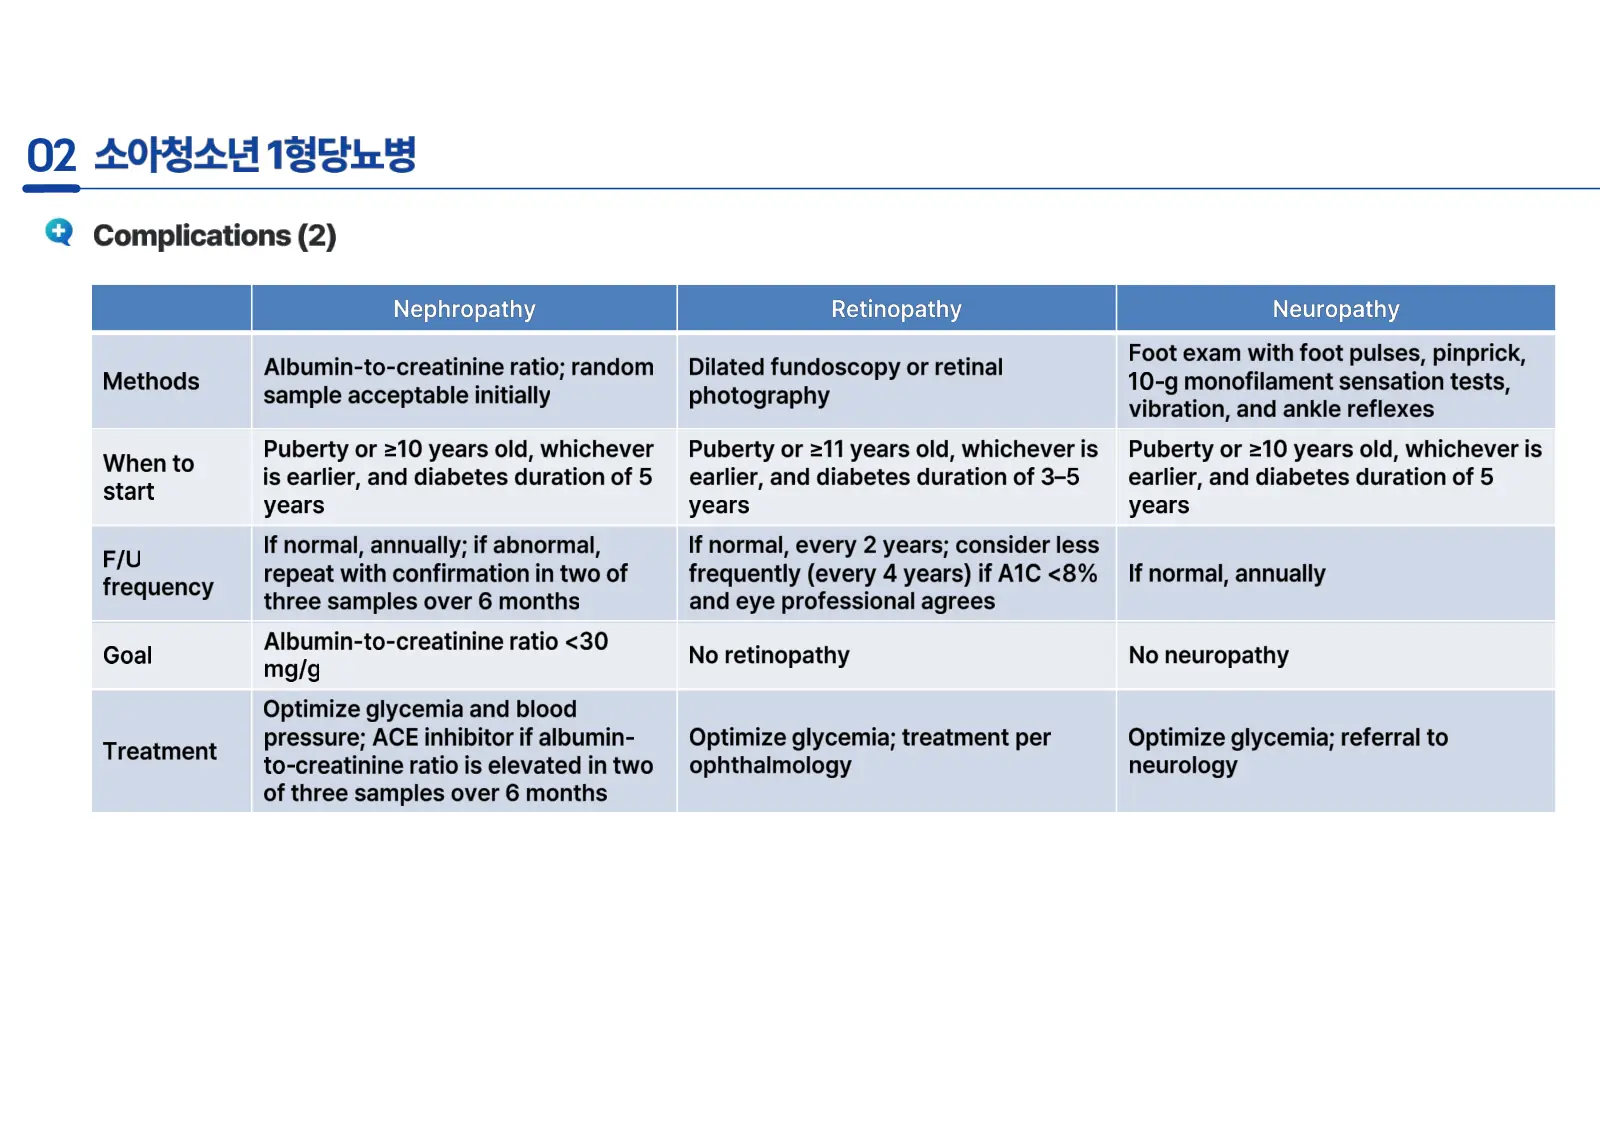 02 소아청소년 1형당뇨병
Complications (2)
Nephropathy
Retinopathy
Neuropathy
Methods
Albumin-to-creatinine ratio; random
sample acceptable initially
Dilated fundoscopy or retinal
photography
Foot exam with foot pulses, pinprick,
10-g monofilament sensation tests,
vibration, and ankle reflexes
When to
start
Puberty or ≥10 years old, whichever
is earlier, and diabetes duration of 5
years
Puberty or ≥11 years old, whichever is
earlier, and diabetes duration of 3–5
years
Puberty or ≥10 years old, whichever is
earlier, and diabetes duration of 5
years
F/U
frequency
If normal, annually; if abnormal,
repeat with confirmation in two of
three samples over 6 months
If normal, every 2 years; consider less
frequently (every 4 years) if A1C <8%
and eye professional agrees
If normal, annually
Goal
Albumin-to-creatinine ratio <30
mg/g
No retinopathy
No neuropathy
Treatment
Optimize glycemia and blood
pressure; ACE inhibitor if albumin-
to-creatinine ratio is elevated in two
of three samples over 6 months
Optimize glycemia; treatment per
ophthalmology
Optimize glycemia; referral to
neurology